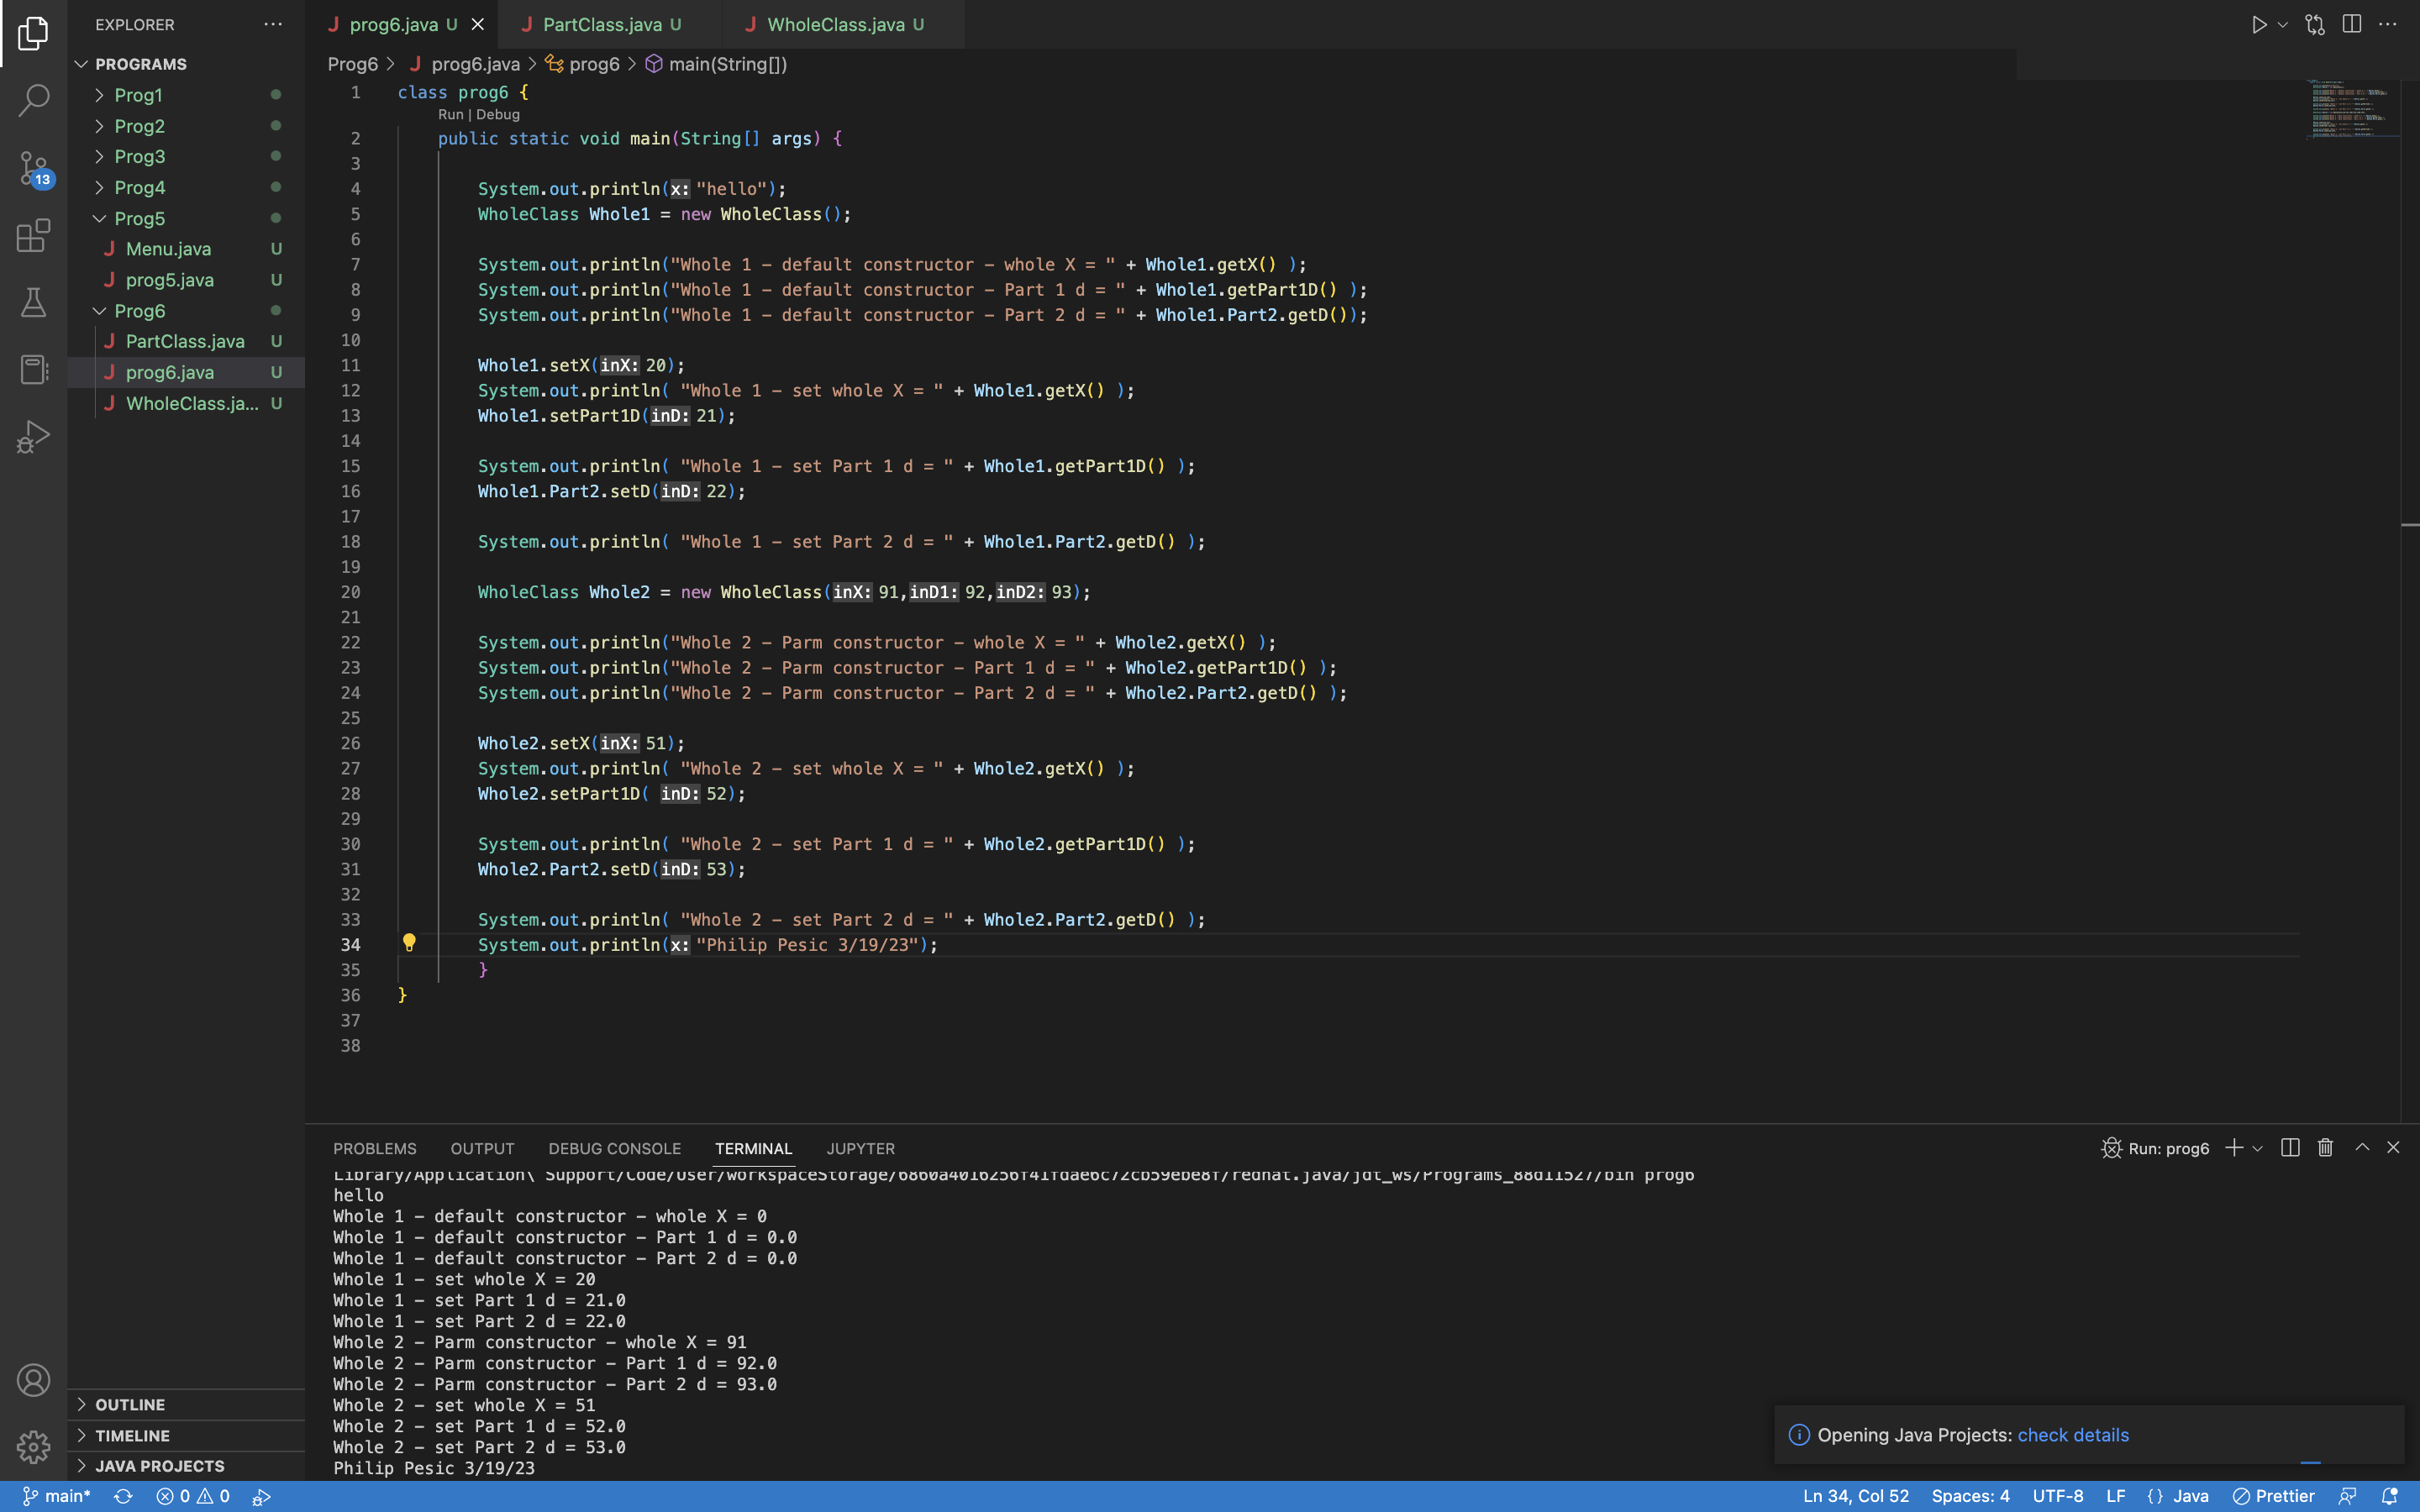 EXPLORER
PROGRAMS
Prog1
Prog2
Prog3
Prog4
Prog5
Menu.java U
prog5.java U
Prog6
PartClass.java U
prog6.java U
WholeClass.ja... U
13
OUTLINE
TIMELINE
JAVA PROJECTS
prog6.java U
PartClass.java U
WholeClass.java U
Prog6 > prog6.java > prog6 > main(String[])
1 class prog6 {
Run | Debug
2 public static void main(String[] args) {
3
4 System.out.println(x: "hello");
5 WholeClass Whole1 = new WholeClass();
6
7 System.out.println("Whole 1 - default constructor - whole X = " + Whole1.getX() );
8 System.out.println("Whole 1 - default constructor - Part 1 d = " + Whole1.getPart1D() );
9 System.out.println("Whole 1 - default constructor - Part 2 d = " + Whole1.Part2.getD());
10
11 Whole1.setX(inX: 20);
12 System.out.println( "Whole 1 - set whole X = " + Whole1.getX() );
13 Whole1.setPart1D(inD: 21);
14
15 System.out.println( "Whole 1 - set Part 1 d = " + Whole1.getPart1D() );
16 Whole1.Part2.setD(inD: 22);
17
18 System.out.println( "Whole 1 - set Part 2 d = " + Whole1.Part2.getD() );
19
20 WholeClass Whole2 = new WholeClass(inX: 91,inD1: 92,inD2: 93);
21
22 System.out.println("Whole 2 - Parm constructor - whole X = " + Whole2.getX() );
23 System.out.println("Whole 2 - Parm constructor - Part 1 d = " + Whole2.getPart1D() );
24 System.out.println("Whole 2 - Parm constructor - Part 2 d = " + Whole2.Part2.getD() );
25
26 Whole2.setX(inX: 51);
27 System.out.println( "Whole 2 - set whole X = " + Whole2.getX() );
28 Whole2.setPart1D( inD: 52);
29
30 System.out.println( "Whole 2 - set Part 1 d = " + Whole2.getPart1D() );
31 Whole2.Part2.setD(inD: 53);
32
33 System.out.println( "Whole 2 - set Part 2 d = " + Whole2.Part2.getD() );
34 System.out.println(x: "Philip Pesic 3/19/23");
35 }
36 }
37
38
PROBLEMS OUTPUT DEBUG CONSOLE TERMINAL JUPYTER
Run: prog6
Library/Application\ Support/Code/User/workspaceStorage/6860a4016256f41fdae6c72cb59ebe8f/redhat.java/jdt_ws/Programs_88d11527/bin prog6
hello
Whole 1 - default constructor - whole X = 0
Whole 1 - default constructor - Part 1 d = 0.0
Whole 1 - default constructor - Part 2 d = 0.0
Whole 1 - set whole X = 20
Whole 1 - set Part 1 d = 21.0
Whole 1 - set Part 2 d = 22.0
Whole 2 - Parm constructor - whole X = 91
Whole 2 - Parm constructor - Part 1 d = 92.0
Whole 2 - Parm constructor - Part 2 d = 93.0
Whole 2 - set whole X = 51
Whole 2 - set Part 1 d = 52.0
Whole 2 - set Part 2 d = 53.0
Philip Pesic 3/19/23
Opening Java Projects: check details
main* 0 0
Ln 34, Col 52 Spaces: 4 UTF-8 LF {} Java Prettier